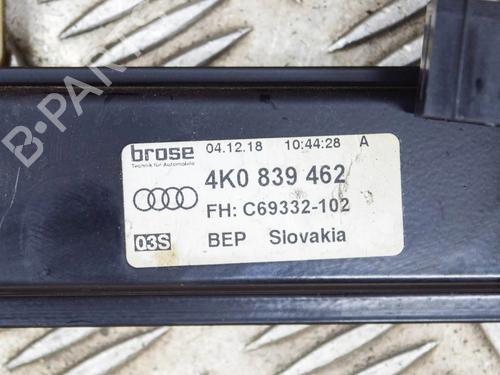 B-PARTS
brose 04.12.18 10:44:28 A
Technik für Automobile
4K0 839 462
FH: C69332-102
03S BEP Slovakia